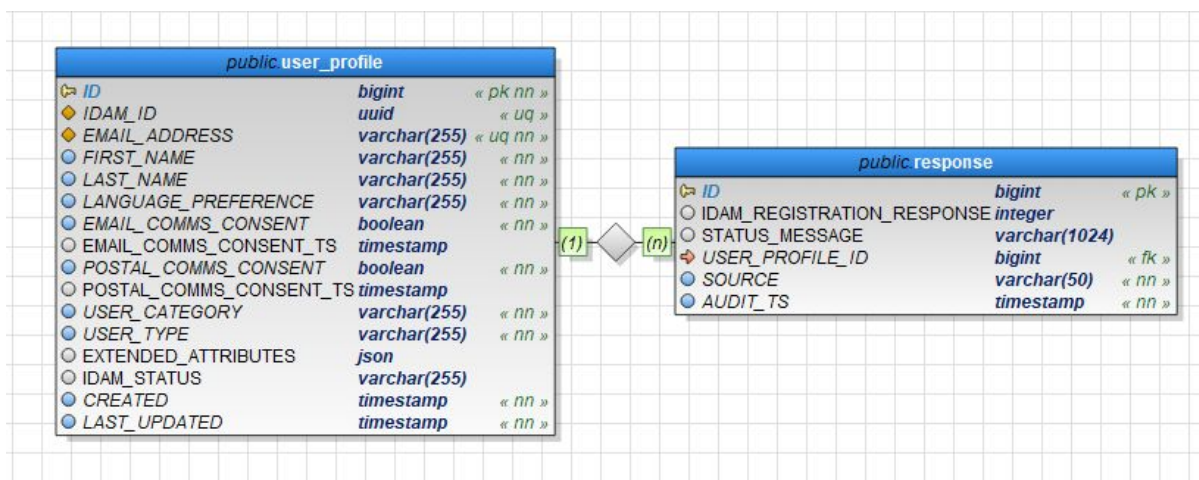 public.user_profile
ID bigint « pk nn »
IDAM_ID uuid « uq »
EMAIL_ADDRESS varchar(255) « uq nn »
FIRST_NAME varchar(255) « nn »
LAST_NAME varchar(255) « nn »
LANGUAGE_PREFERENCE varchar(255) « nn »
EMAIL_COMMS_CONSENT boolean « nn »
EMAIL_COMMS_CONSENT_TS timestamp
POSTAL_COMMS_CONSENT boolean « nn »
POSTAL_COMMS_CONSENT_TS timestamp
USER_CATEGORY varchar(255) « nn »
USER_TYPE varchar(255) « nn »
EXTENDED_ATTRIBUTES json
IDAM_STATUS varchar(255)
CREATED timestamp « nn »
LAST_UPDATED timestamp « nn »
(1) (n)
public.response
ID bigint « pk »
IDAM_REGISTRATION_RESPONSE integer
STATUS_MESSAGE varchar(1024)
USER_PROFILE_ID bigint « fk »
SOURCE varchar(50) « nn »
AUDIT_TS timestamp « nn »